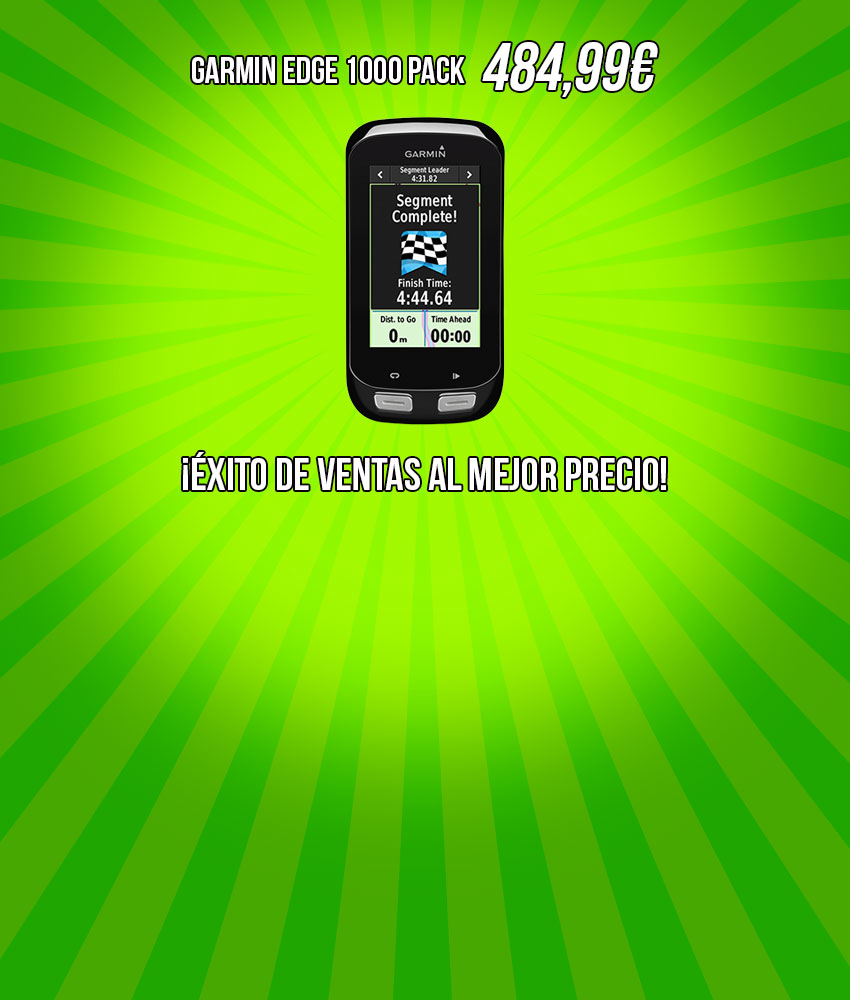 GARMIN EDGE 1000 PACK 484,99€
GARMIN
Segment Leader
4:31.82
Segment
Complete!
Finish Time:
4:44.64
Dist. to Go Time Ahead
0m 00:00
¡ÉXITO DE VENTAS AL MEJOR PRECIO!